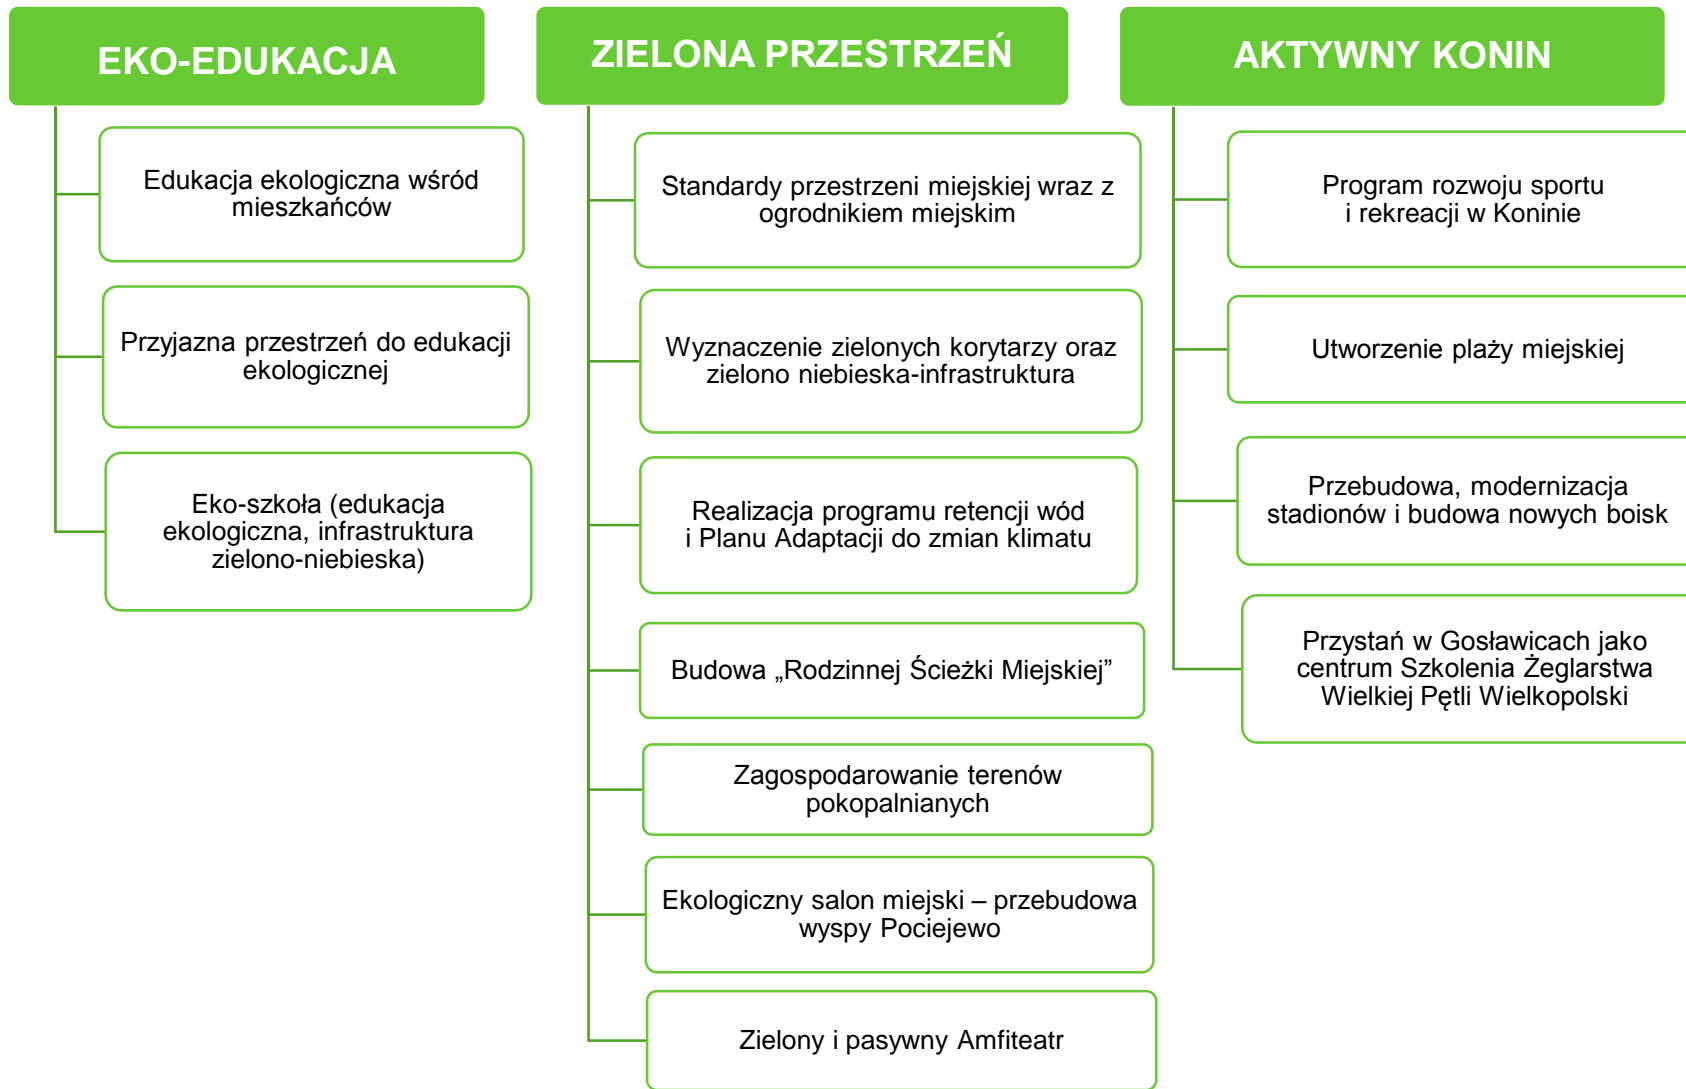 EKO-EDUKACJA
Edukacja ekologiczna wśród
mieszkańców
Przyjazna przestrzeń do edukacji
ekologicznej
Eko-szkoła (edukacja
ekologiczna, infrastruktura
zielono-niebieska)
ZIELONA PRZESTRZEŃ
Standardy przestrzeni miejskiej wraz z
ogrodnikiem miejskim
Wyznaczenie zielonych korytarzy oraz
zielono niebieska-infrastruktura
Realizacja programu retencji wód
i Planu Adaptacji do zmian klimatu
Budowa „Rodzinnej Ścieżki Miejskiej”
Zagospodarowanie terenów
pokopalnianych
Ekologiczny salon miejski – przebudowa
wyspy Pociejewo
Zielony i pasywny Amfiteatr
AKTYWNY KONIN
Program rozwoju sportu
i rekreacji w Koninie
Utworzenie plaży miejskiej
Przebudowa, modernizacja
stadionów i budowa nowych boisk
Przystań w Gosławicach jako
centrum Szkolenia Żeglarstwa
Wielkiej Pętli Wielkopolski